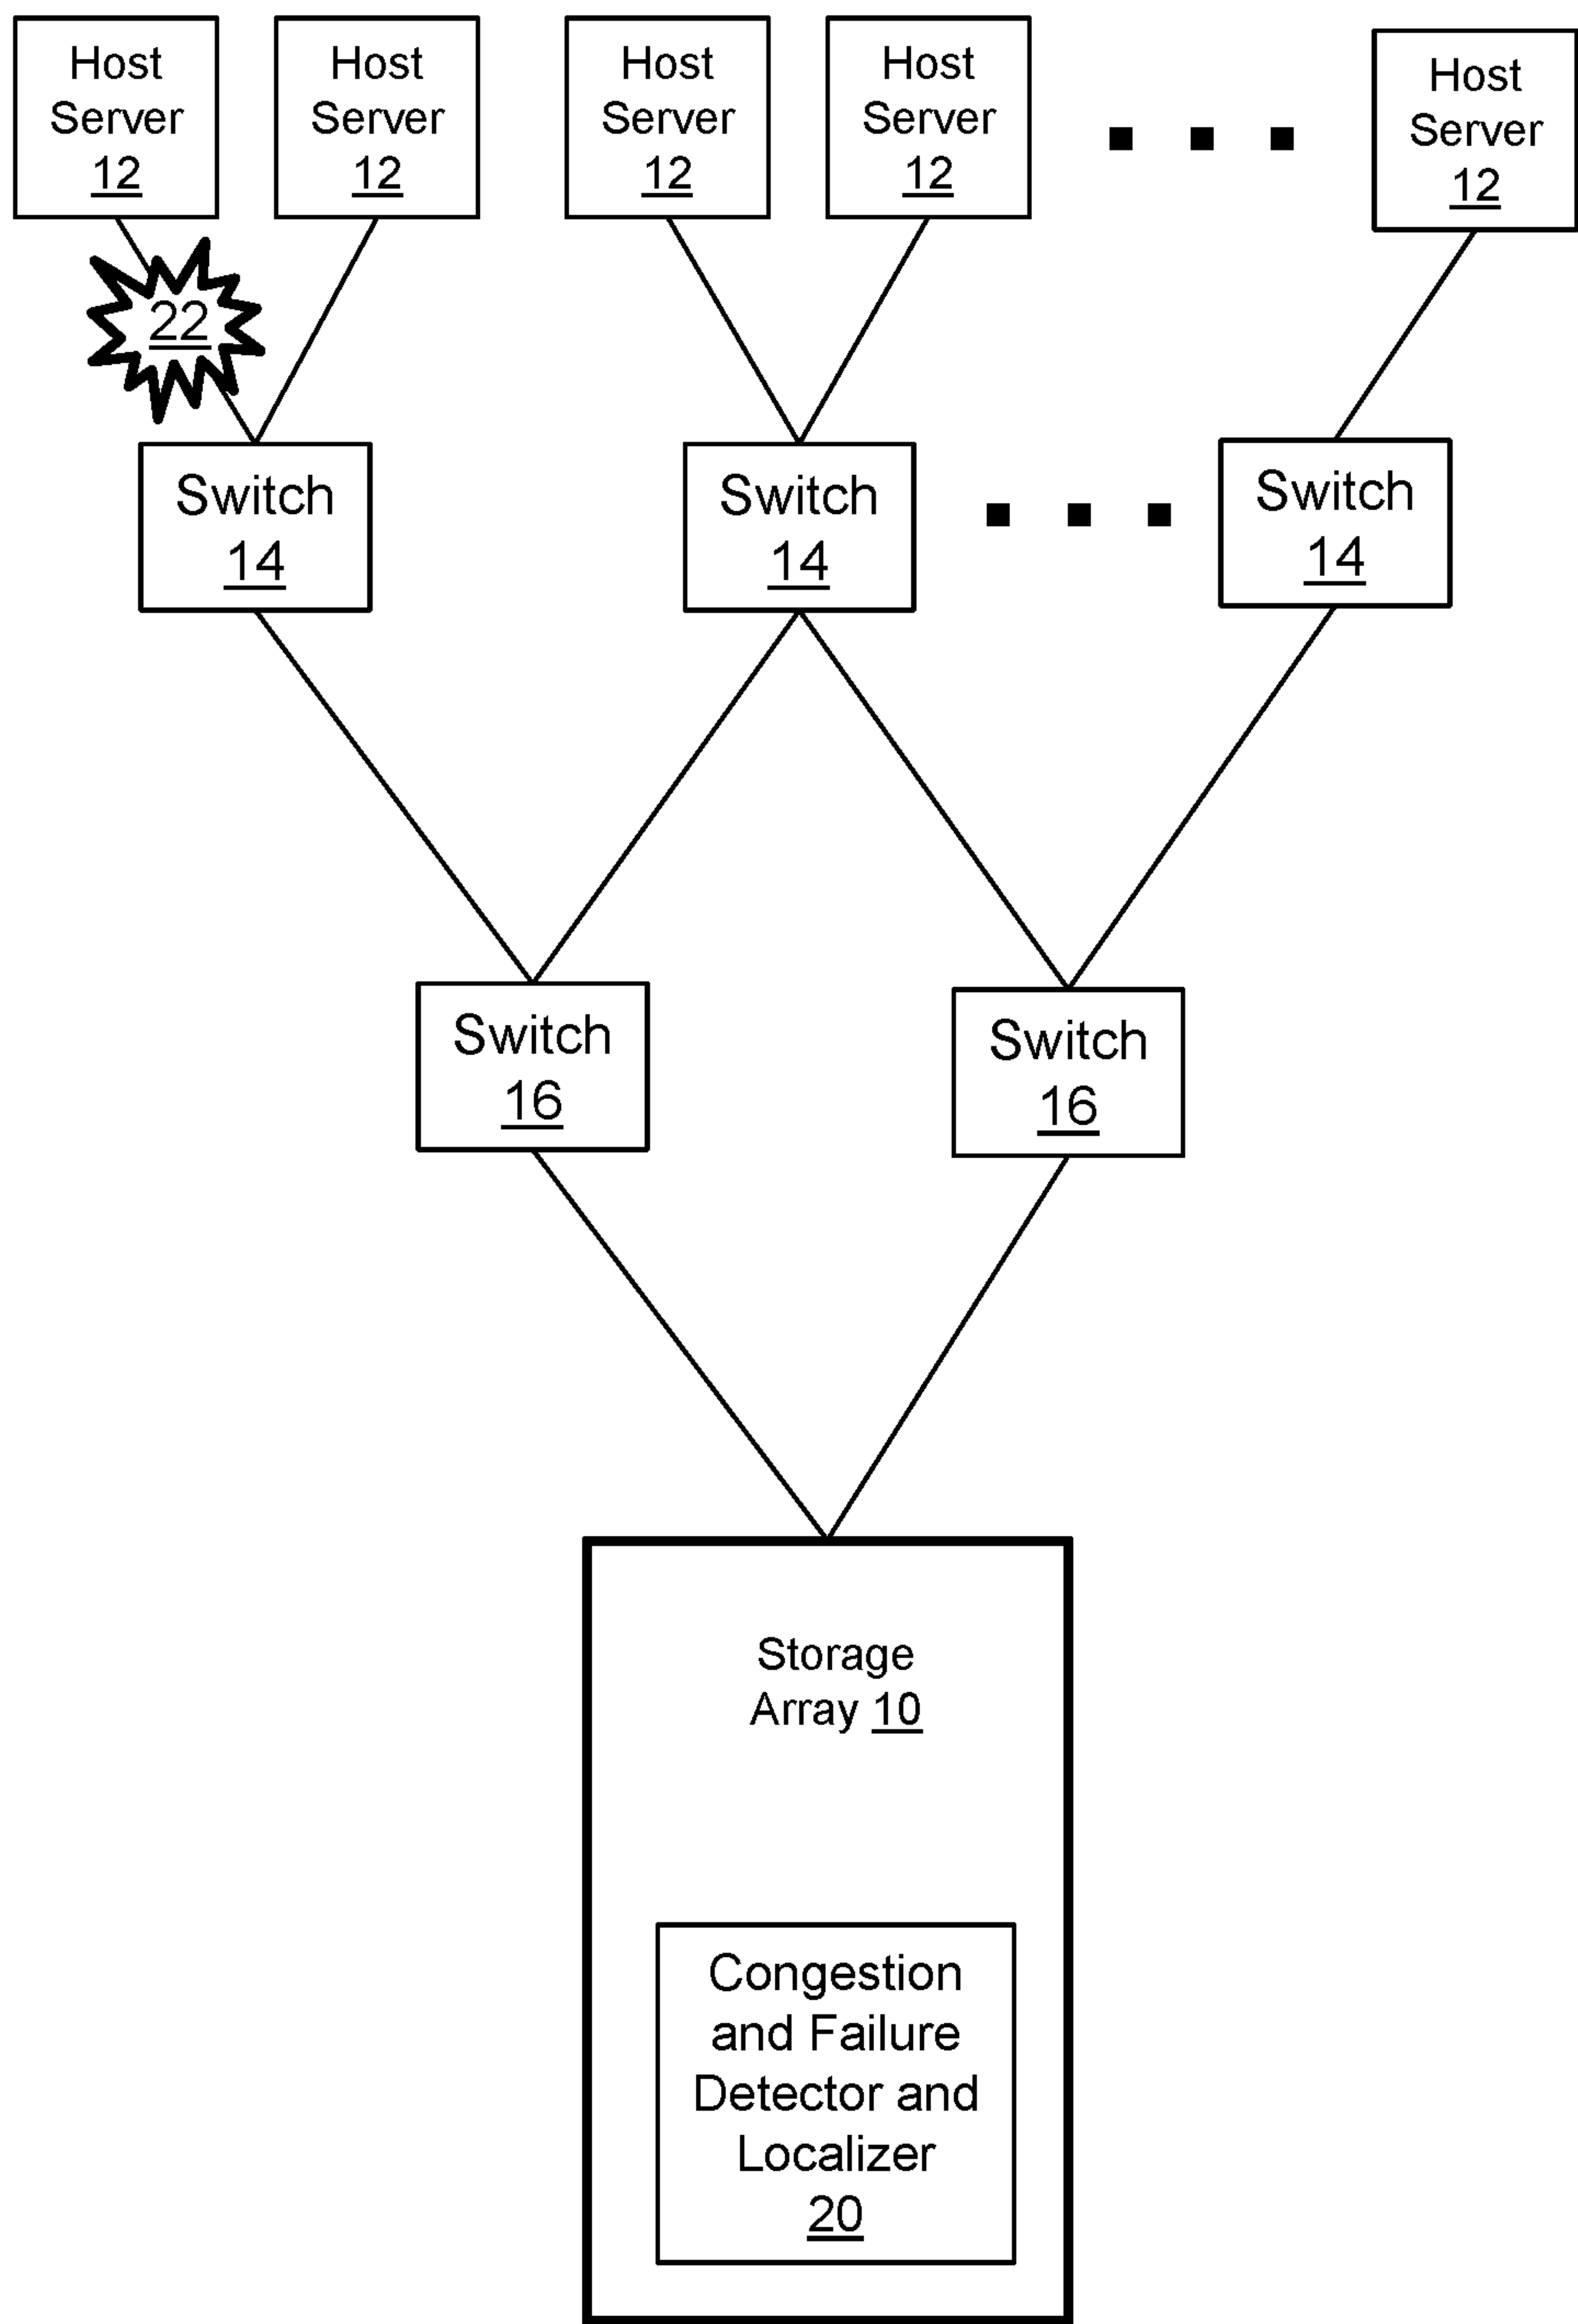 Host
Server
12
Host
Server
12
Host
Server
12
Host
Server
12
Host
Server
12
22
Switch
14
Switch
14
Switch
14
Switch
16
Switch
16
Storage
Array 10
Congestion
and Failure
Detector and
Localizer
20